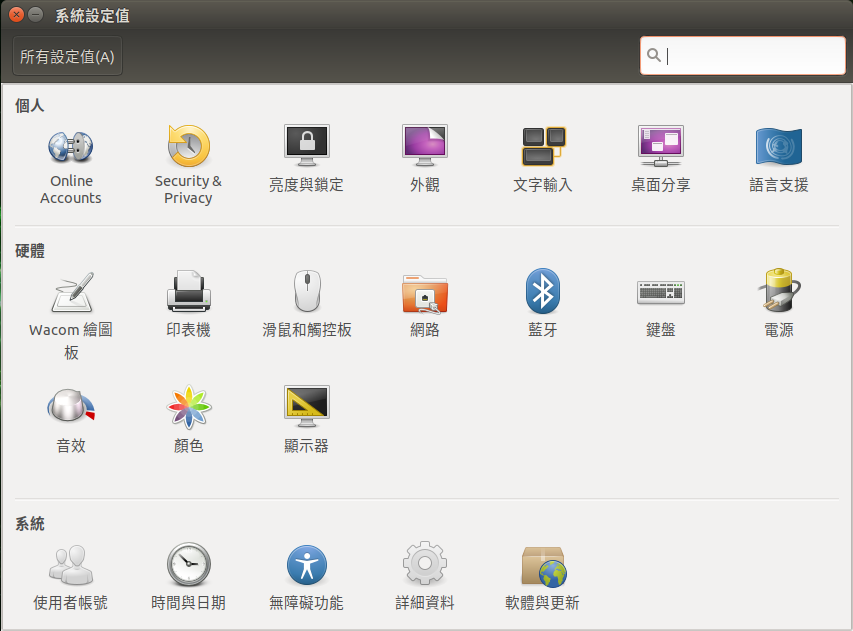 系統設定值
所有設定值(A)
個人
Online
Accounts
Security &
Privacy
亮度與鎖定
外觀
文字輸入
桌面分享
語言支援
硬體
Wacom 繪圖
板
印表機
滑鼠和觸控板
網路
藍牙
鍵盤
電源
音效
顏色
顯示器
系統
使用者帳號
時間與日期
無障礙功能
詳細資料
軟體與更新